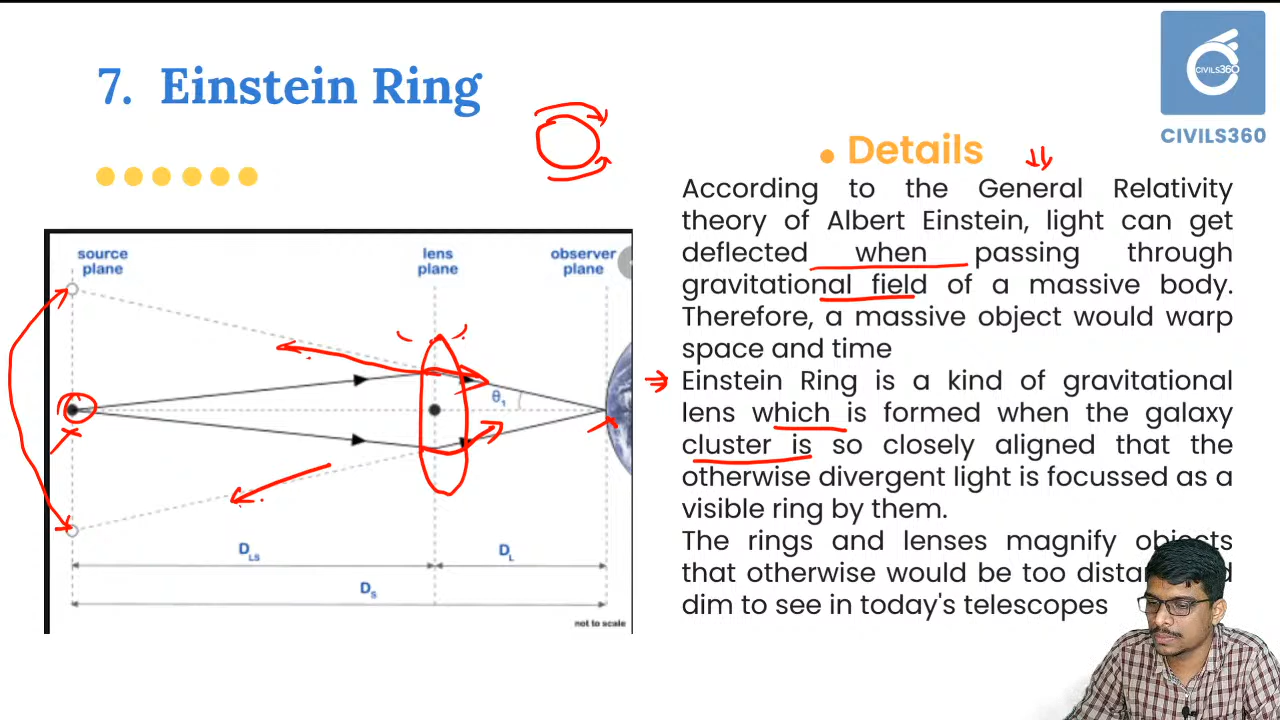 7. Einstein Ring
CIVILS360
CIVILS360
• Details
According to the General Relativity
theory of Albert Einstein, light can get
deflected when passing through
gravitational field of a massive body.
Therefore, a massive object would warp
space and time
Einstein Ring is a kind of gravitational
lens which is formed when the galaxy
cluster is so closely aligned that the
otherwise divergent light is focussed as a
visible ring by them.
The rings and lenses magnify objects
that otherwise would be too
dim to see in today's telescopes
source
plane
lens
plane
observer
plane
θ1
DLS
DL
DS
not to scale